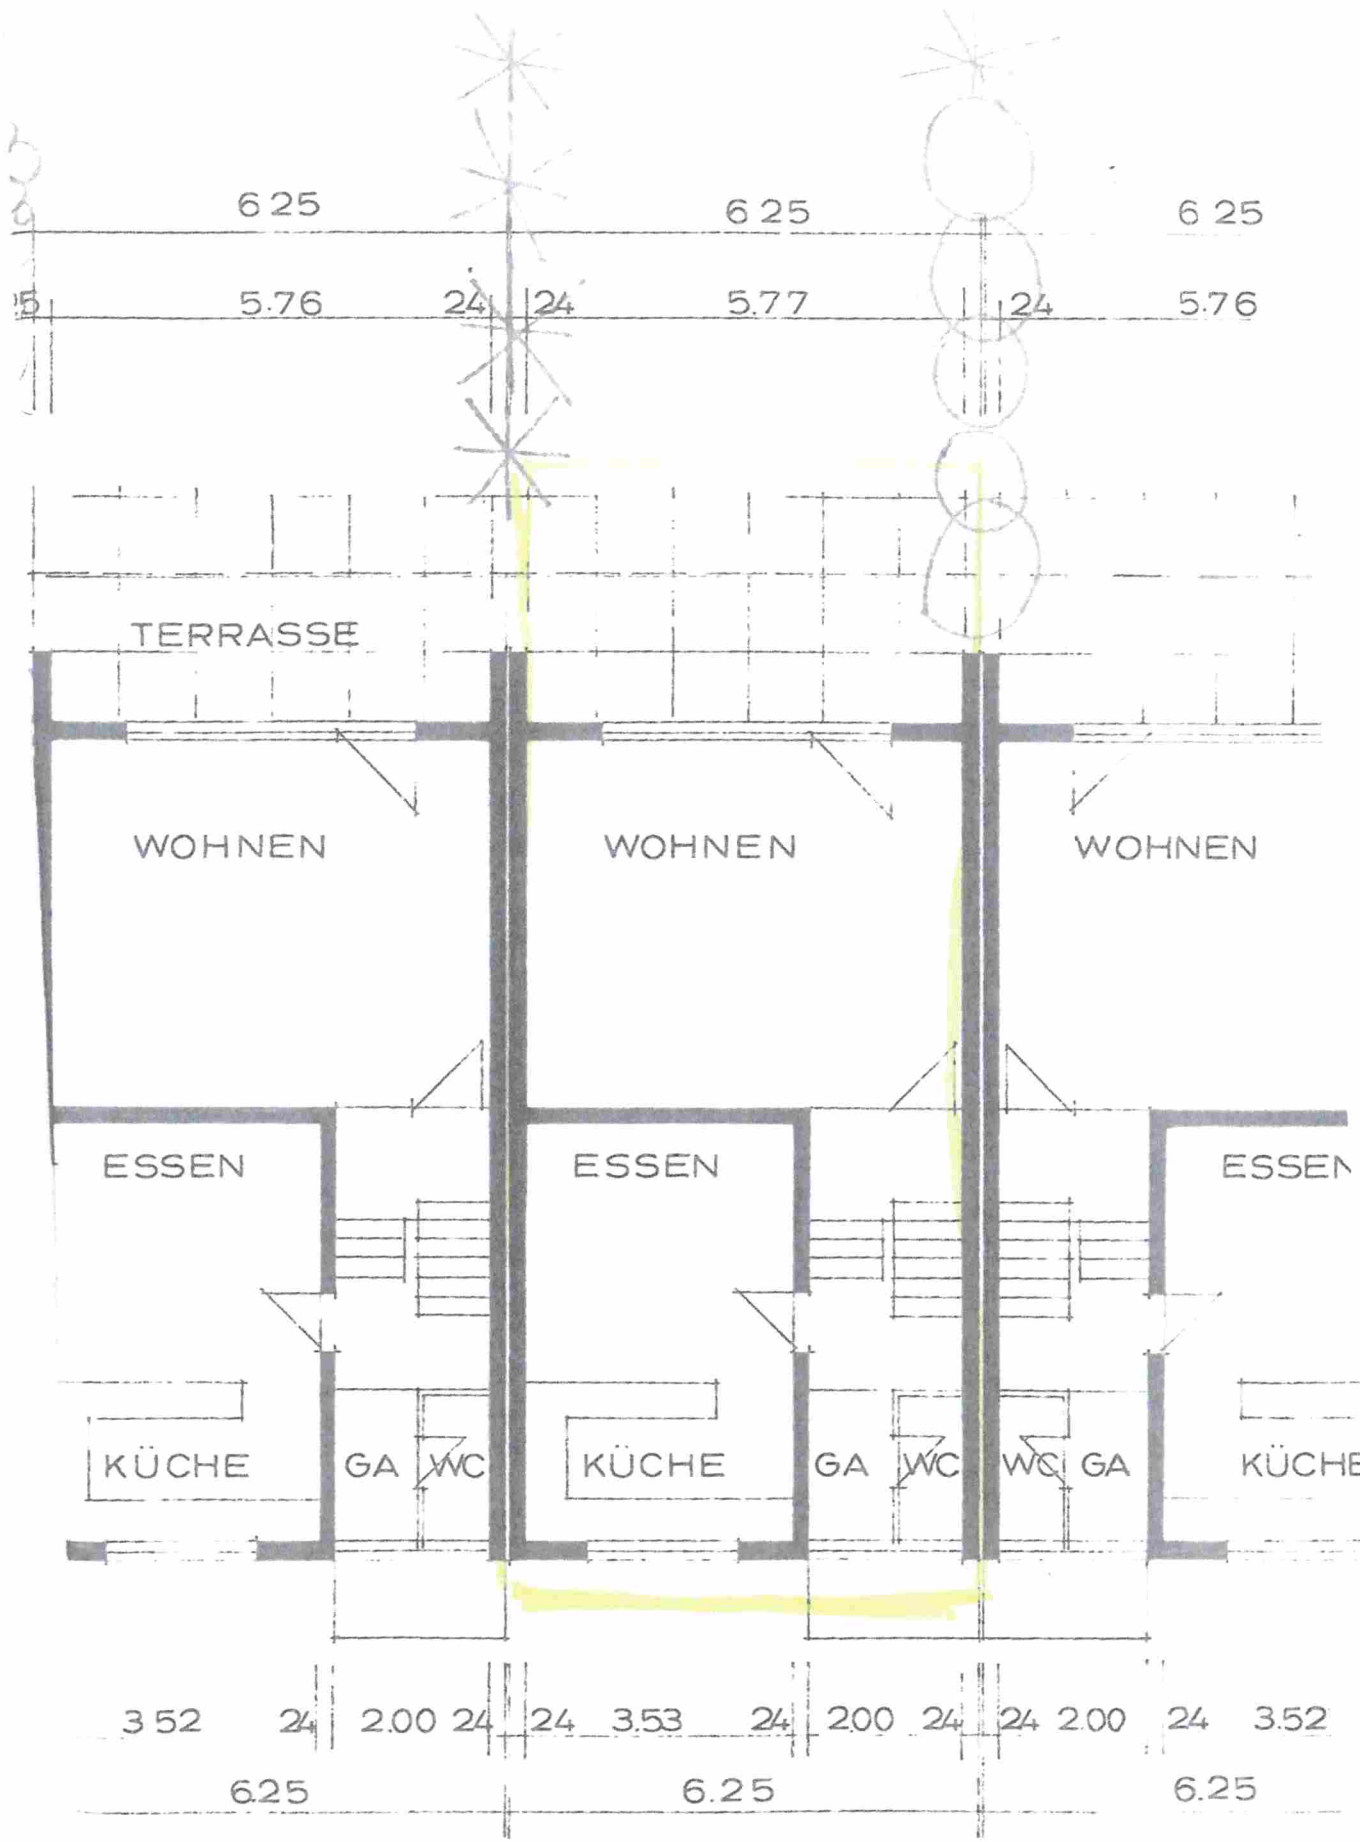 6 25 6 25 6 25
5.76 24 24 5.77 24 5.76
TERRASSE
WOHNEN WOHNEN WOHNEN
ESSEN ESSEN ESSEN
KÜCHE GA WC KÜCHE GA WC WC GA KÜCHE
3 52 24 2.00 24 24 3.53 24 2.00 24 24 2.00 24 3.52
6.25 6.25 6.25